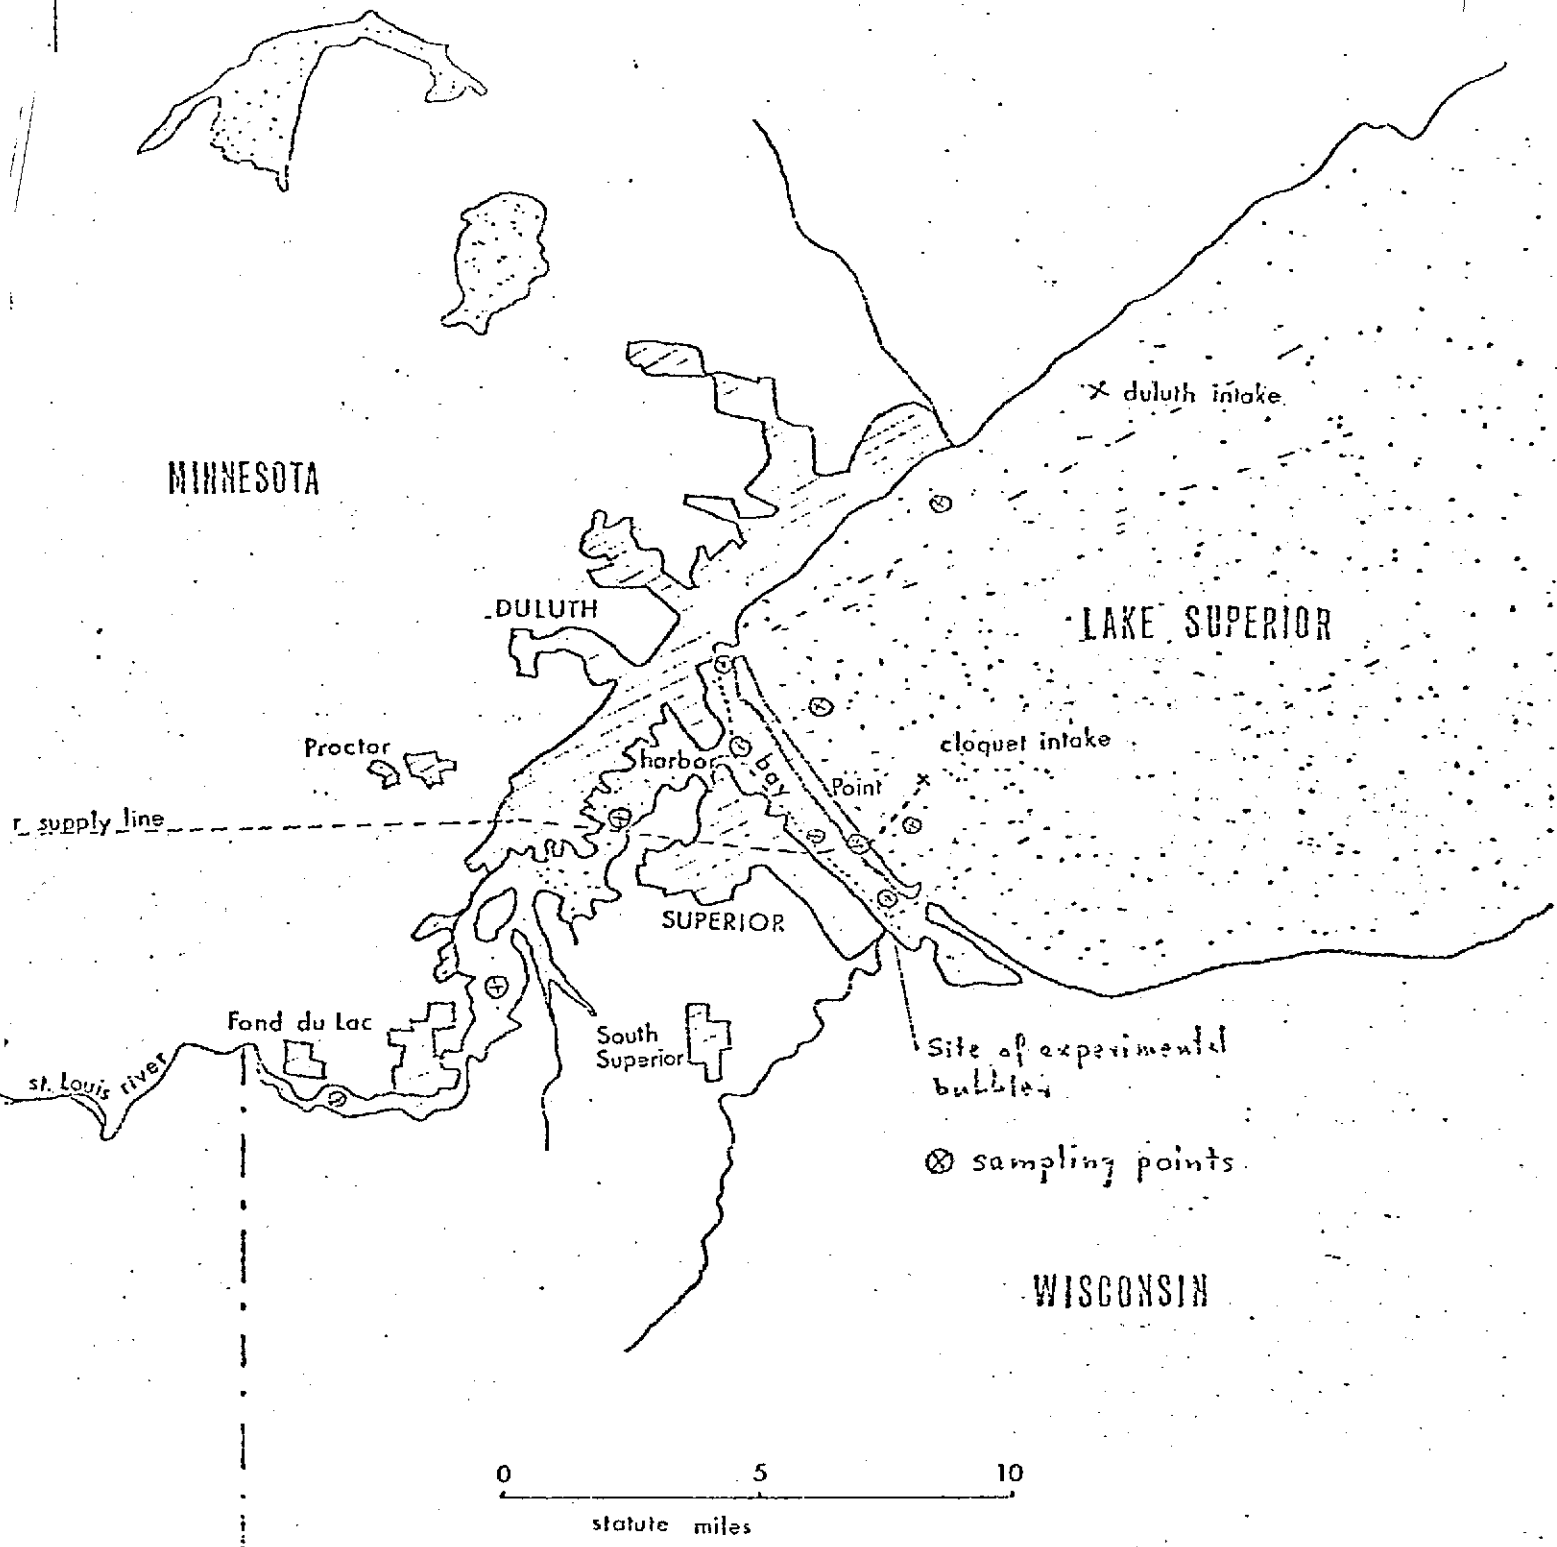 duluth intake
MINNESOTA
DULUTH
LAKE SUPERIOR
Proctor
harbor
bay
Point
cloquet intake
r supply line
SUPERIOR
Fond du Lac
South
Superior
st. Louis river
Site of experimental
bubbler
sampling points
WISCONSIN
0 5 10
statute miles